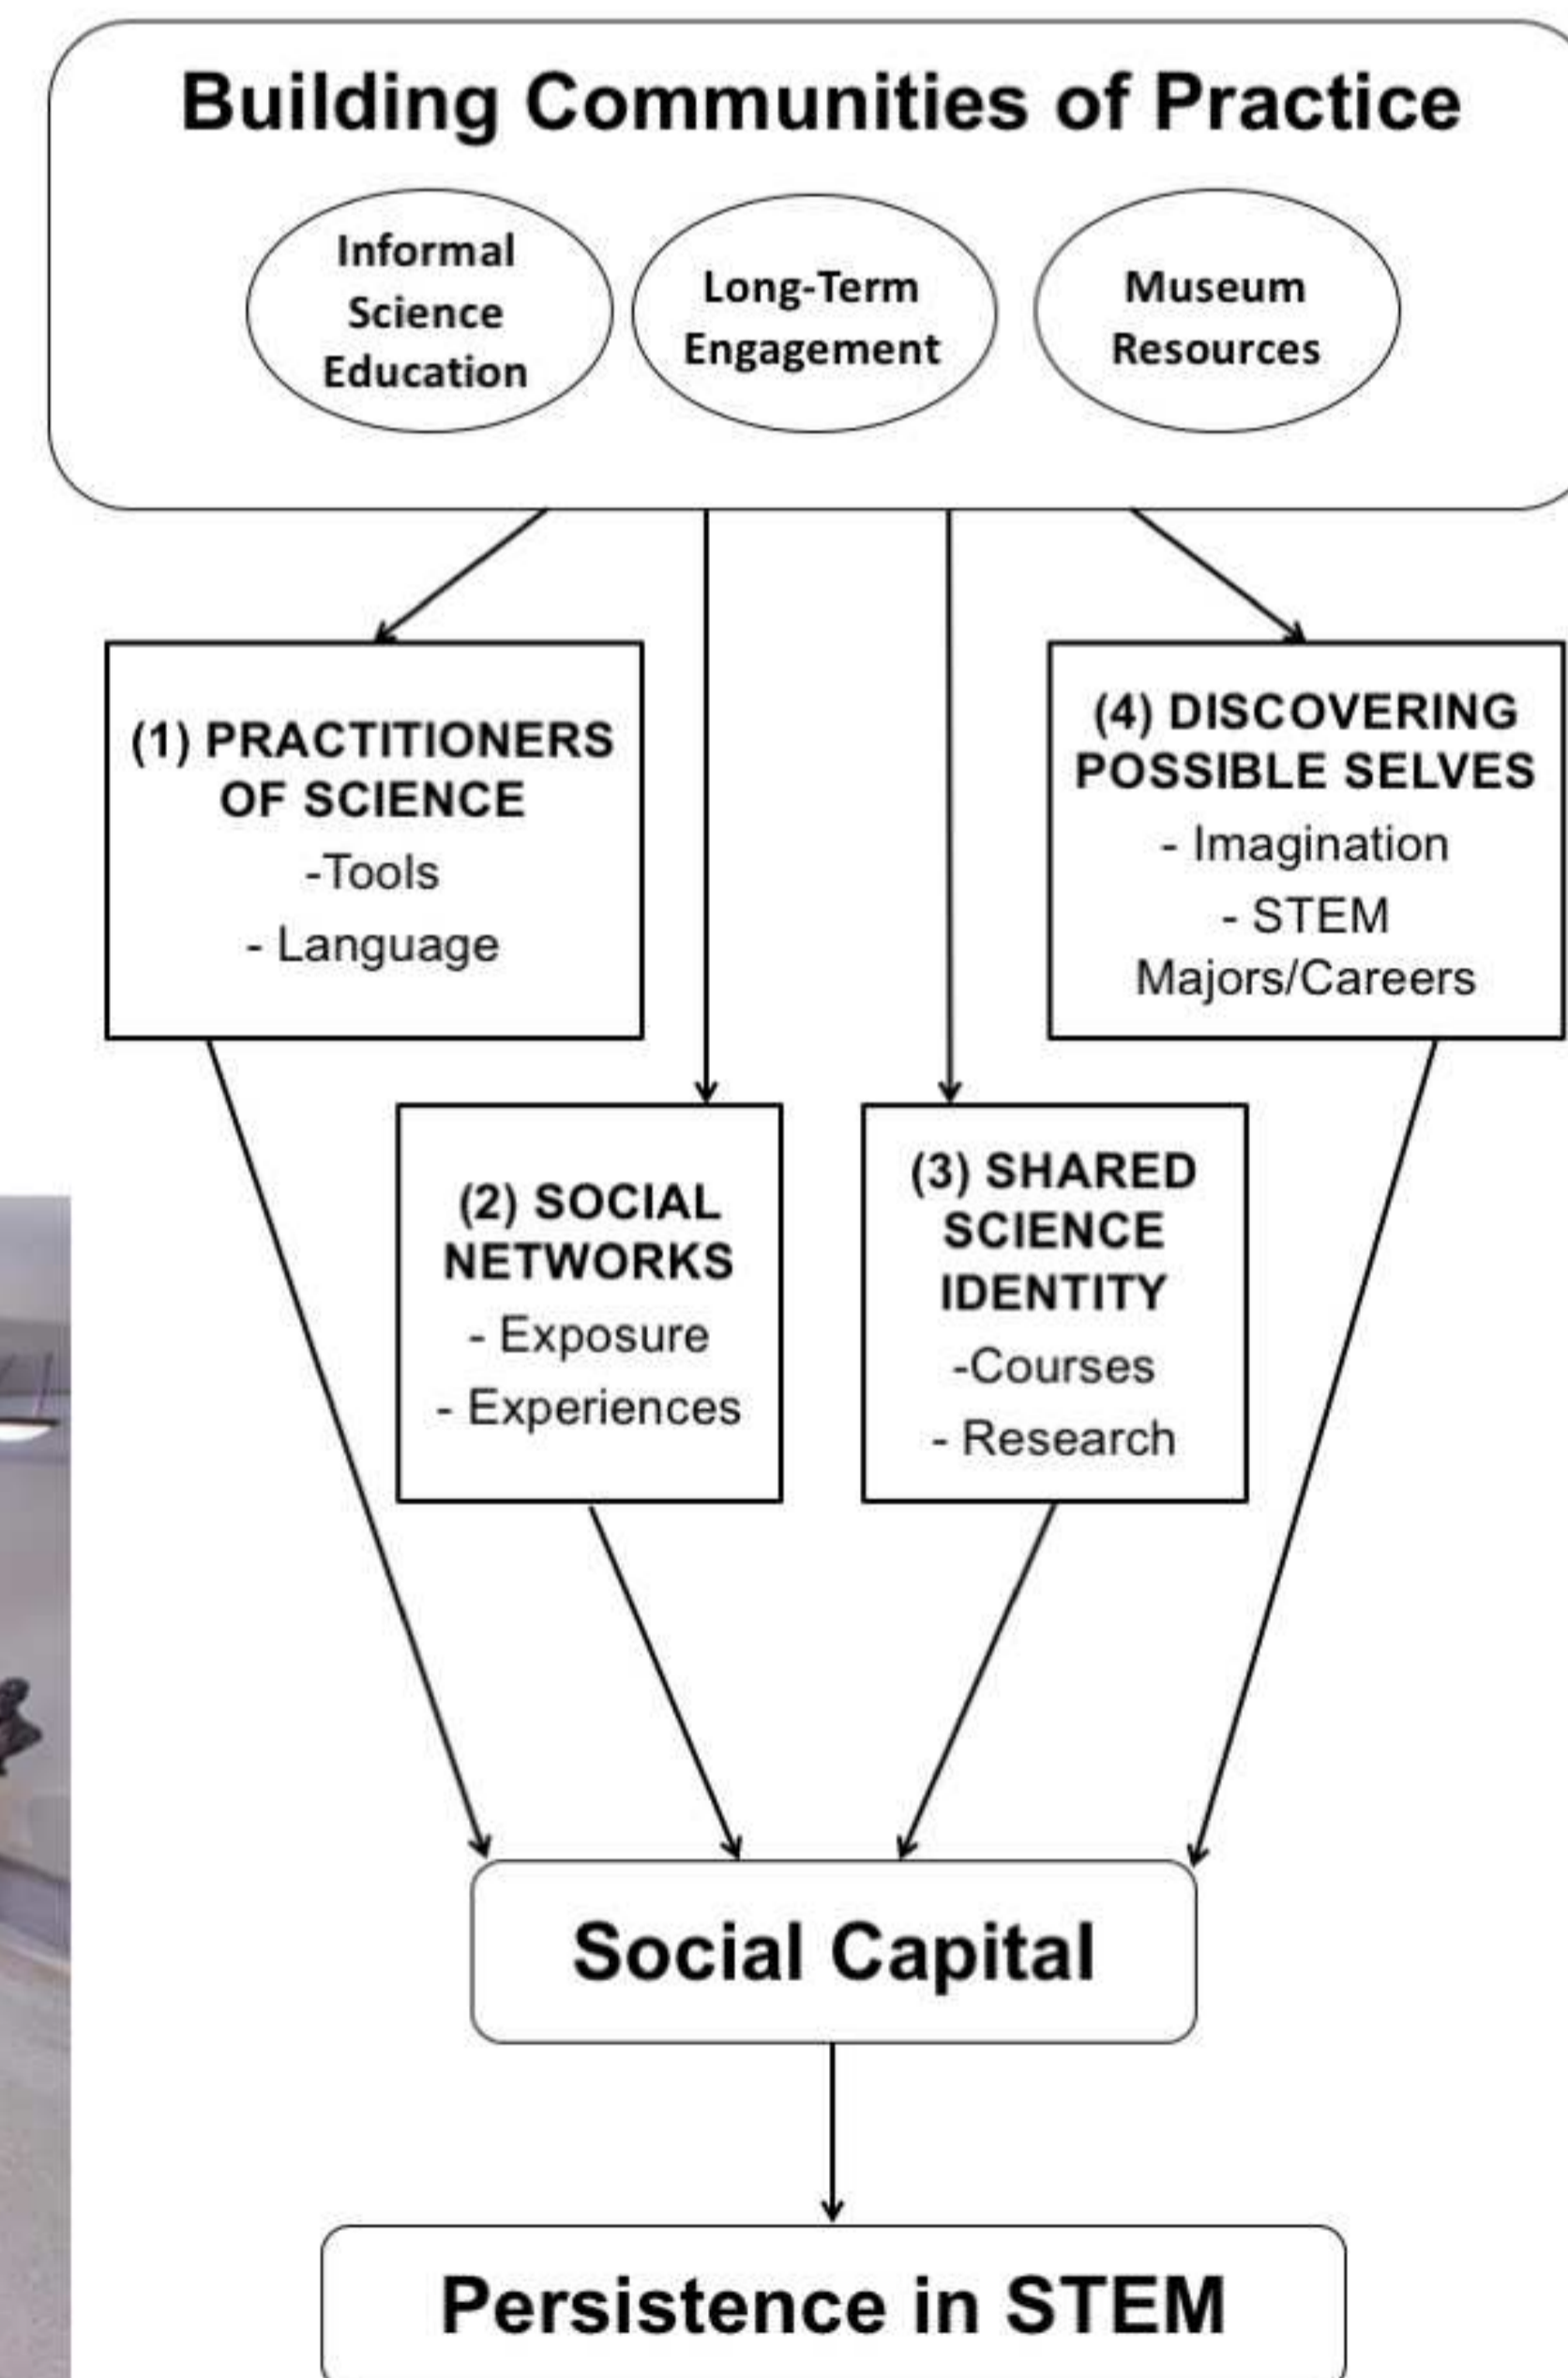 Building Communities of Practice
Informal
Science
Education
Long-Term
Engagement
Museum
Resources
(1) PRACTITIONERS
OF SCIENCE
-Tools
- Language
(4) DISCOVERING
POSSIBLE SELVES
- Imagination
- STEM
Majors/Careers
(2) SOCIAL
NETWORKS
- Exposure
- Experiences
(3) SHARED
SCIENCE
IDENTITY
-Courses
- Research
Social Capital
Persistence in STEM